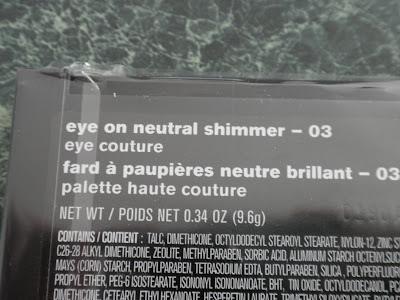 eye on neutral shimmer – 03
eye couture
fard à paupières neutre brillant – 03
palette haute couture
NET WT / POIDS NET 0.34 OZ (9.6g)
CONTAINS / CONTIENT : TALC, DIMETHICONE, OCTYLDODECYL STEAROYL STEARATE, NYLON-12, ZINC
C26-28 ALKYL DIMETHICONE, ZEOLITE, METHYLPARABEN, SORBIC ACID, ALUMINUM STARCH
MAYS (CORN) STARCH, PROPYLPARABEN, TETRASODIUM EDTA, BUTYLPARABEN, SILICA,
PROPYL ETHER, PEG-6 ISOSTEARATE, ISONONYL ISONONANOATE, BHT, TIN OXIDE, OCTYLDODECANOL,
DIMETHICONE, CETEARYL ETHYLHEXANOATE, HESPERETIN LAURATE,